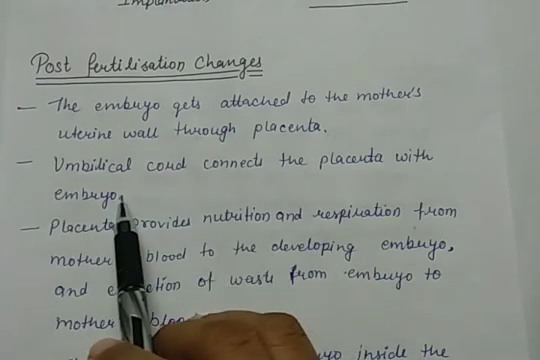 Post fertilisation Changes
— The embryo gets attached to the mother's
uterine wall through placenta.
— Umbilical cord connects the placenta with
embryo.
— Placenta provides nutrition and respiration from
mother blood to the developing embryo,
and of waste from embryo to
mother
inside the